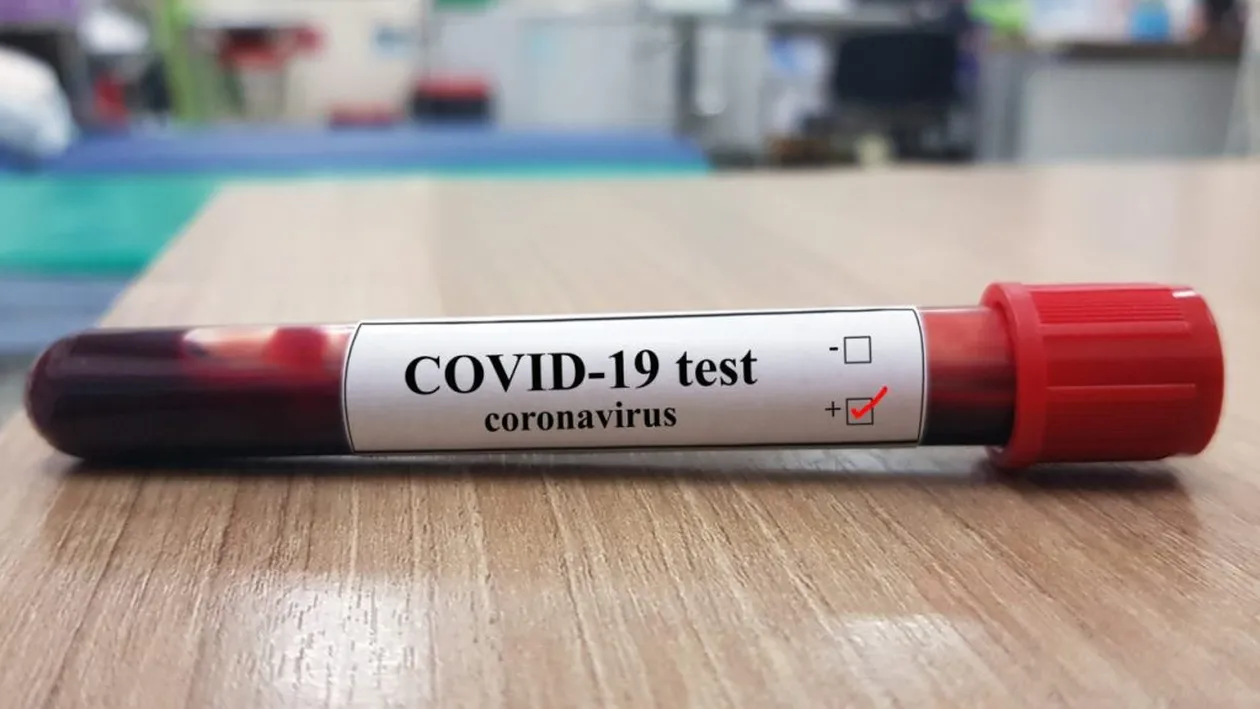 COVID-19 test
coronavirus
-
+